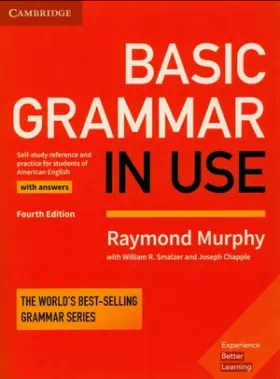 CAMBRIDGE
BASIC
GRAMMAR
IN USE
Self-study reference and
practice for students of
American English
with answers
Fourth Edition
Raymond Murphy
with William R. Smalzer and Joseph Chapple
THE WORLD'S BEST-SELLING
GRAMMAR SERIES
Experience
Better
Learning